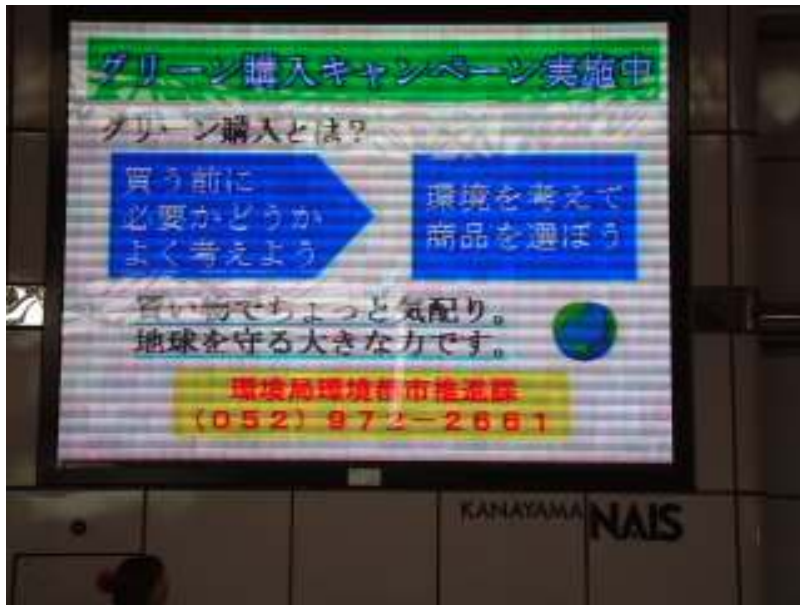 グリーン購入キャンペーン実施中
グリーン購入とは？
買う前に
必要かどうか
よく考えよう
環境を考えて
商品を選ぼう
買い物でちょっと気配り。
地球を守る大きな力です。
環境局環境都市推進課
（052）972－2661
KANAYAMA NAIS